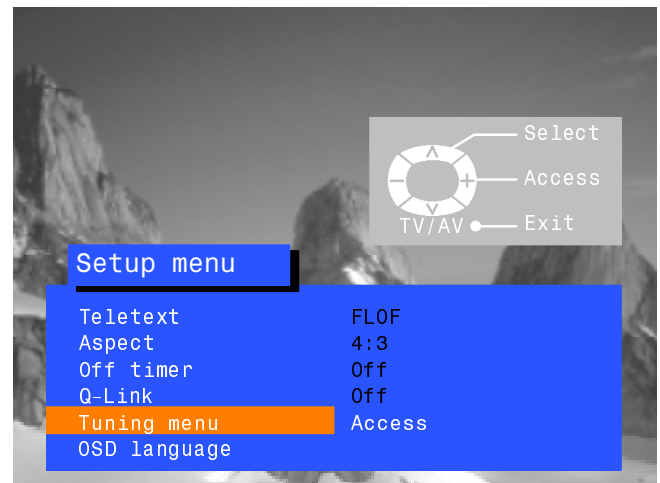 Select
Access
TV/AV Exit
Setup menu
Teletext FLOF
Aspect 4:3
Off timer Off
Q-Link Off
Tuning menu Access
OSD language